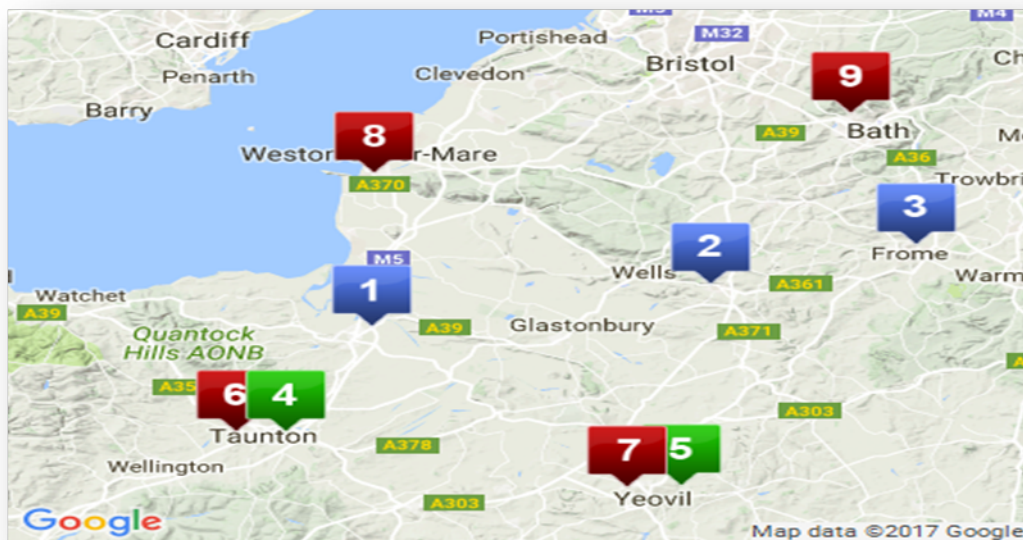 M5
M4
Cardiff
Portishead
M32
Penarth
Clevedon
Bristol
Ch
9
Barry
8
A39
Bath
Weston
r-Mare
A36
A370
Trowbri
3
2
Frome
M5
Wells
A361
Warm
1
Watchet
A39
A39
Glastonbury
A371
Quantock
Hills AONB
A35
6
4
A303
Taunton
A378
7
5
Wellington
Yeovil
A303
Google
Map data ©2017 Google